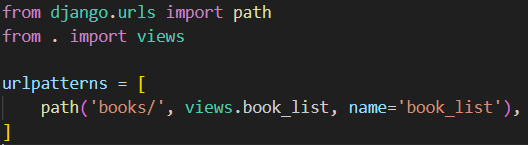 from django.urls import path
from . import views

urlpatterns = [
    path('books/', views.book_list, name='book_list'),
]